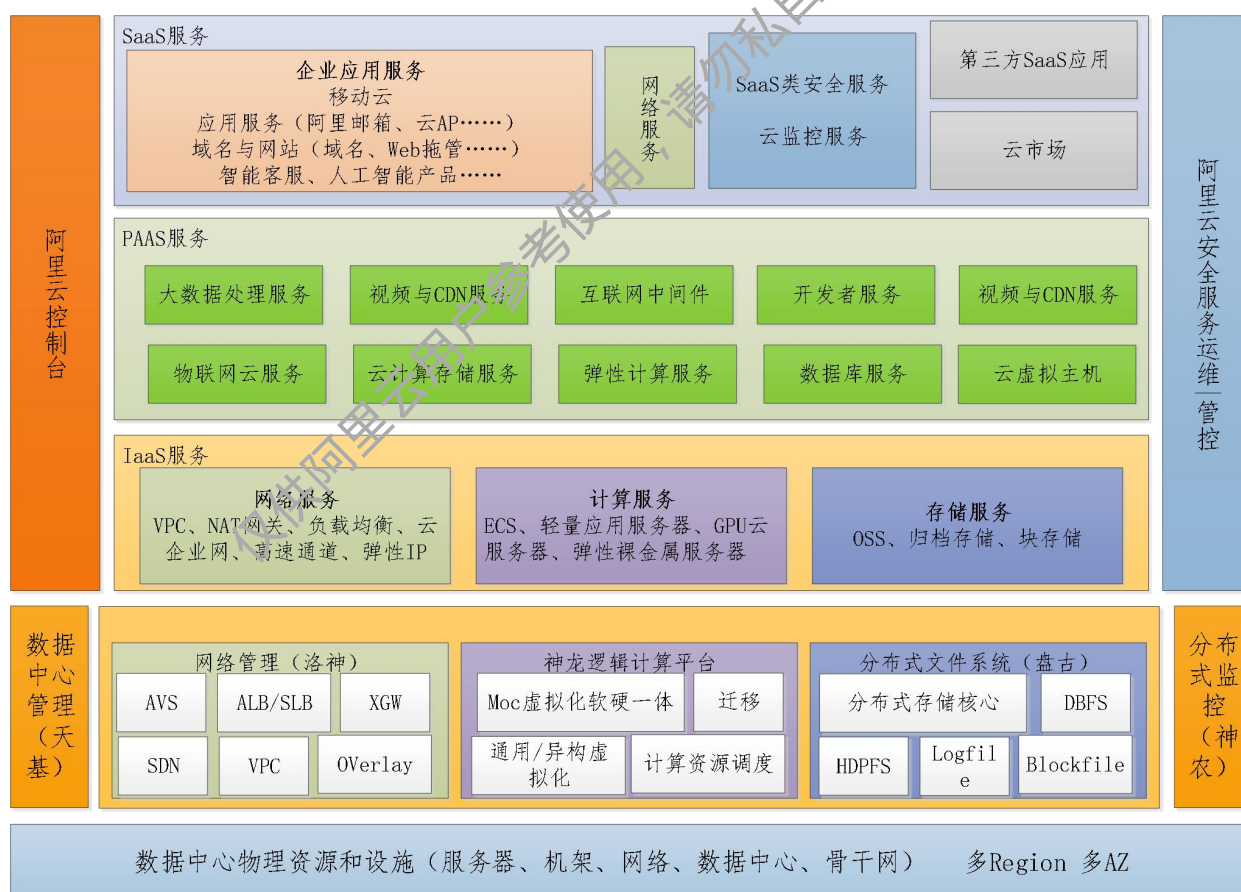 阿里云控制台
SaaS服务
企业应用服务
移动云
应用服务（阿里邮箱、云AP……）
域名与网站（域名、Web拖管……）
智能客服、人工智能产品……
网络服务
SaaS类安全服务
云监控服务
第三方SaaS应用
云市场
阿里云安全服务运维|管控
PAAS服务
大数据处理服务
视频与CDN服务
互联网中间件
开发者服务
视频与CDN服务
物联网云服务
云计算存储服务
弹性计算服务
数据库服务
云虚拟主机
IaaS服务
网络服务
VPC、NAT网关、负载均衡、云
企业网、高速通道、弹性IP
计算服务
ECS、轻量应用服务器、GPU云
服务器、弹性裸金属服务器
存储服务
OSS、归档存储、块存储
数据
中心
管理
（天
基）
网络管理（洛神）
AVS
ALB/SLB
XGW
SDN
VPC
OVerlay
神龙逻辑计算平台
Moc虚拟化软硬一体
迁移
通用/异构虚
拟化
计算资源调度
分布式文件系统（盘古）
分布式存储核心
DBFS
HDPFS
Logfil
e
Blockfile
分布
式监
控
（神
农）
数据中心物理资源和设施（服务器、机架、网络、数据中心、骨干网） 多Region 多AZ
仅供阿里云用户参考使用，请勿私自